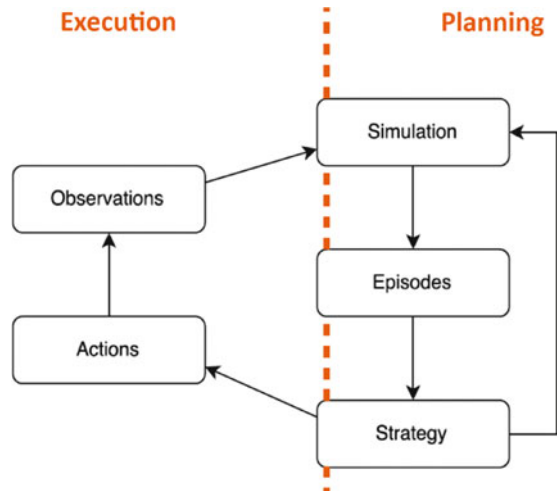 Execution
Planning
Simulation
Observations
Episodes
Actions
Strategy